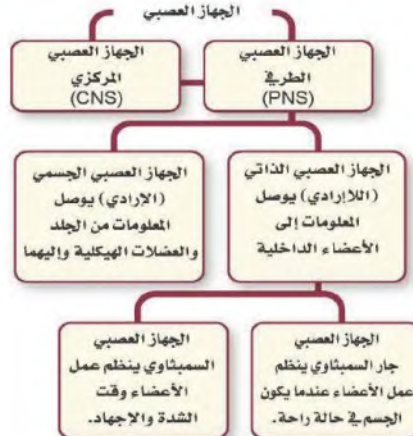 الجهاز العصبي
الجهاز العصبي
الطرفي
(PNS)
الجهاز العصبي
المركزي
(CNS)
الجهاز العصبي الذاتي
(اللاإرادي) يوصل
المعلومات إلى
الأعضاء الداخلية
الجهاز العصبي الجسمي
(الإرادي) يوصل
المعلومات من الجلد
والعضلات الهيكلية وإليهما
الجهاز العصبي
جار السمبثاوي ينظم
عمل الأعضاء عندما يكون
الجسم في حالة راحة.
الجهاز العصبي
السمبثاوي ينظم عمل
الأعضاء وقت
الشدة والإجهاد.